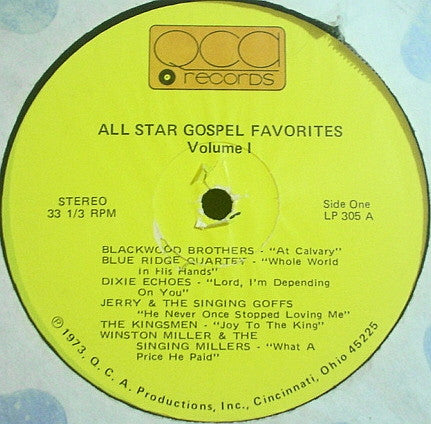 QCA
records
ALL STAR GOSPEL FAVORITES
Volume I
STEREO
33 1/3 RPM
Side One
LP 305 A
BLACKWOOD BROTHERS - "At Calvary"
BLUE RIDGE QUARTET - "Whole World
In His Hands"
DIXIE ECHOES - "Lord, I'm Depending
On You"
JERRY & THE SINGING GOFFS
"He Never Once Stopped Loving Me"
THE KINGSMEN - "Joy To The King"
WINSTON MILLER & THE
SINGING MILLERS - "What A
Price He Paid"
℗ 1973, Q. C. A. Productions, Inc., Cincinnati, Ohio 45225